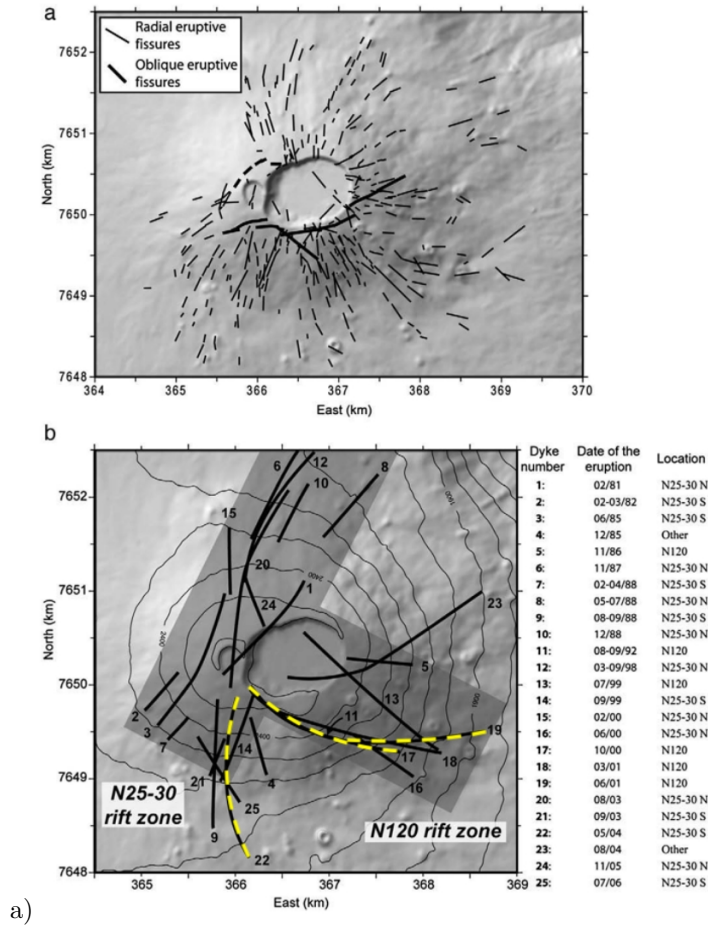 a
Radial eruptive
fissures
Oblique eruptive
fissures
7652
7651
7650
7649
7648
North (km)
364 365 366 367 368 369 370
East (km)
b
7652
7651
7650
7649
7648
North (km)
6 12 8
10
15
20
1
24
23
5
13
2
3
7
11
14
19
17
18
21
4
16
25
9
22
2400
2400
2400
N25-30
rift zone
N120 rift zone
365 366 367 368 369
East (km)
Dyke number Date of the eruption Location
1: 02/81 N25-30 N
2: 02-03/82 N25-30 S
3: 06/85 N25-30 S
4: 12/85 Other
5: 11/86 N120
6: 11/87 N25-30 N
7: 02-04/88 N25-30 S
8: 05-07/88 N25-30 N
9: 08-09/88 N25-30 S
10: 12/88 N25-30 N
11: 08-09/92 N120
12: 03-09/98 N25-30 N
13: 07/99 N120
14: 09/99 N25-30 S
15: 02/00 N25-30 N
16: 06/00 N25-30 N
17: 10/00 N120
18: 03/01 N120
19: 06/01 N120
20: 08/03 N25-30 N
21: 09/03 N25-30 S
22: 05/04 N25-30 S
23: 08/04 Other
24: 11/05 N25-30 N
25: 07/06 N25-30 S
a)